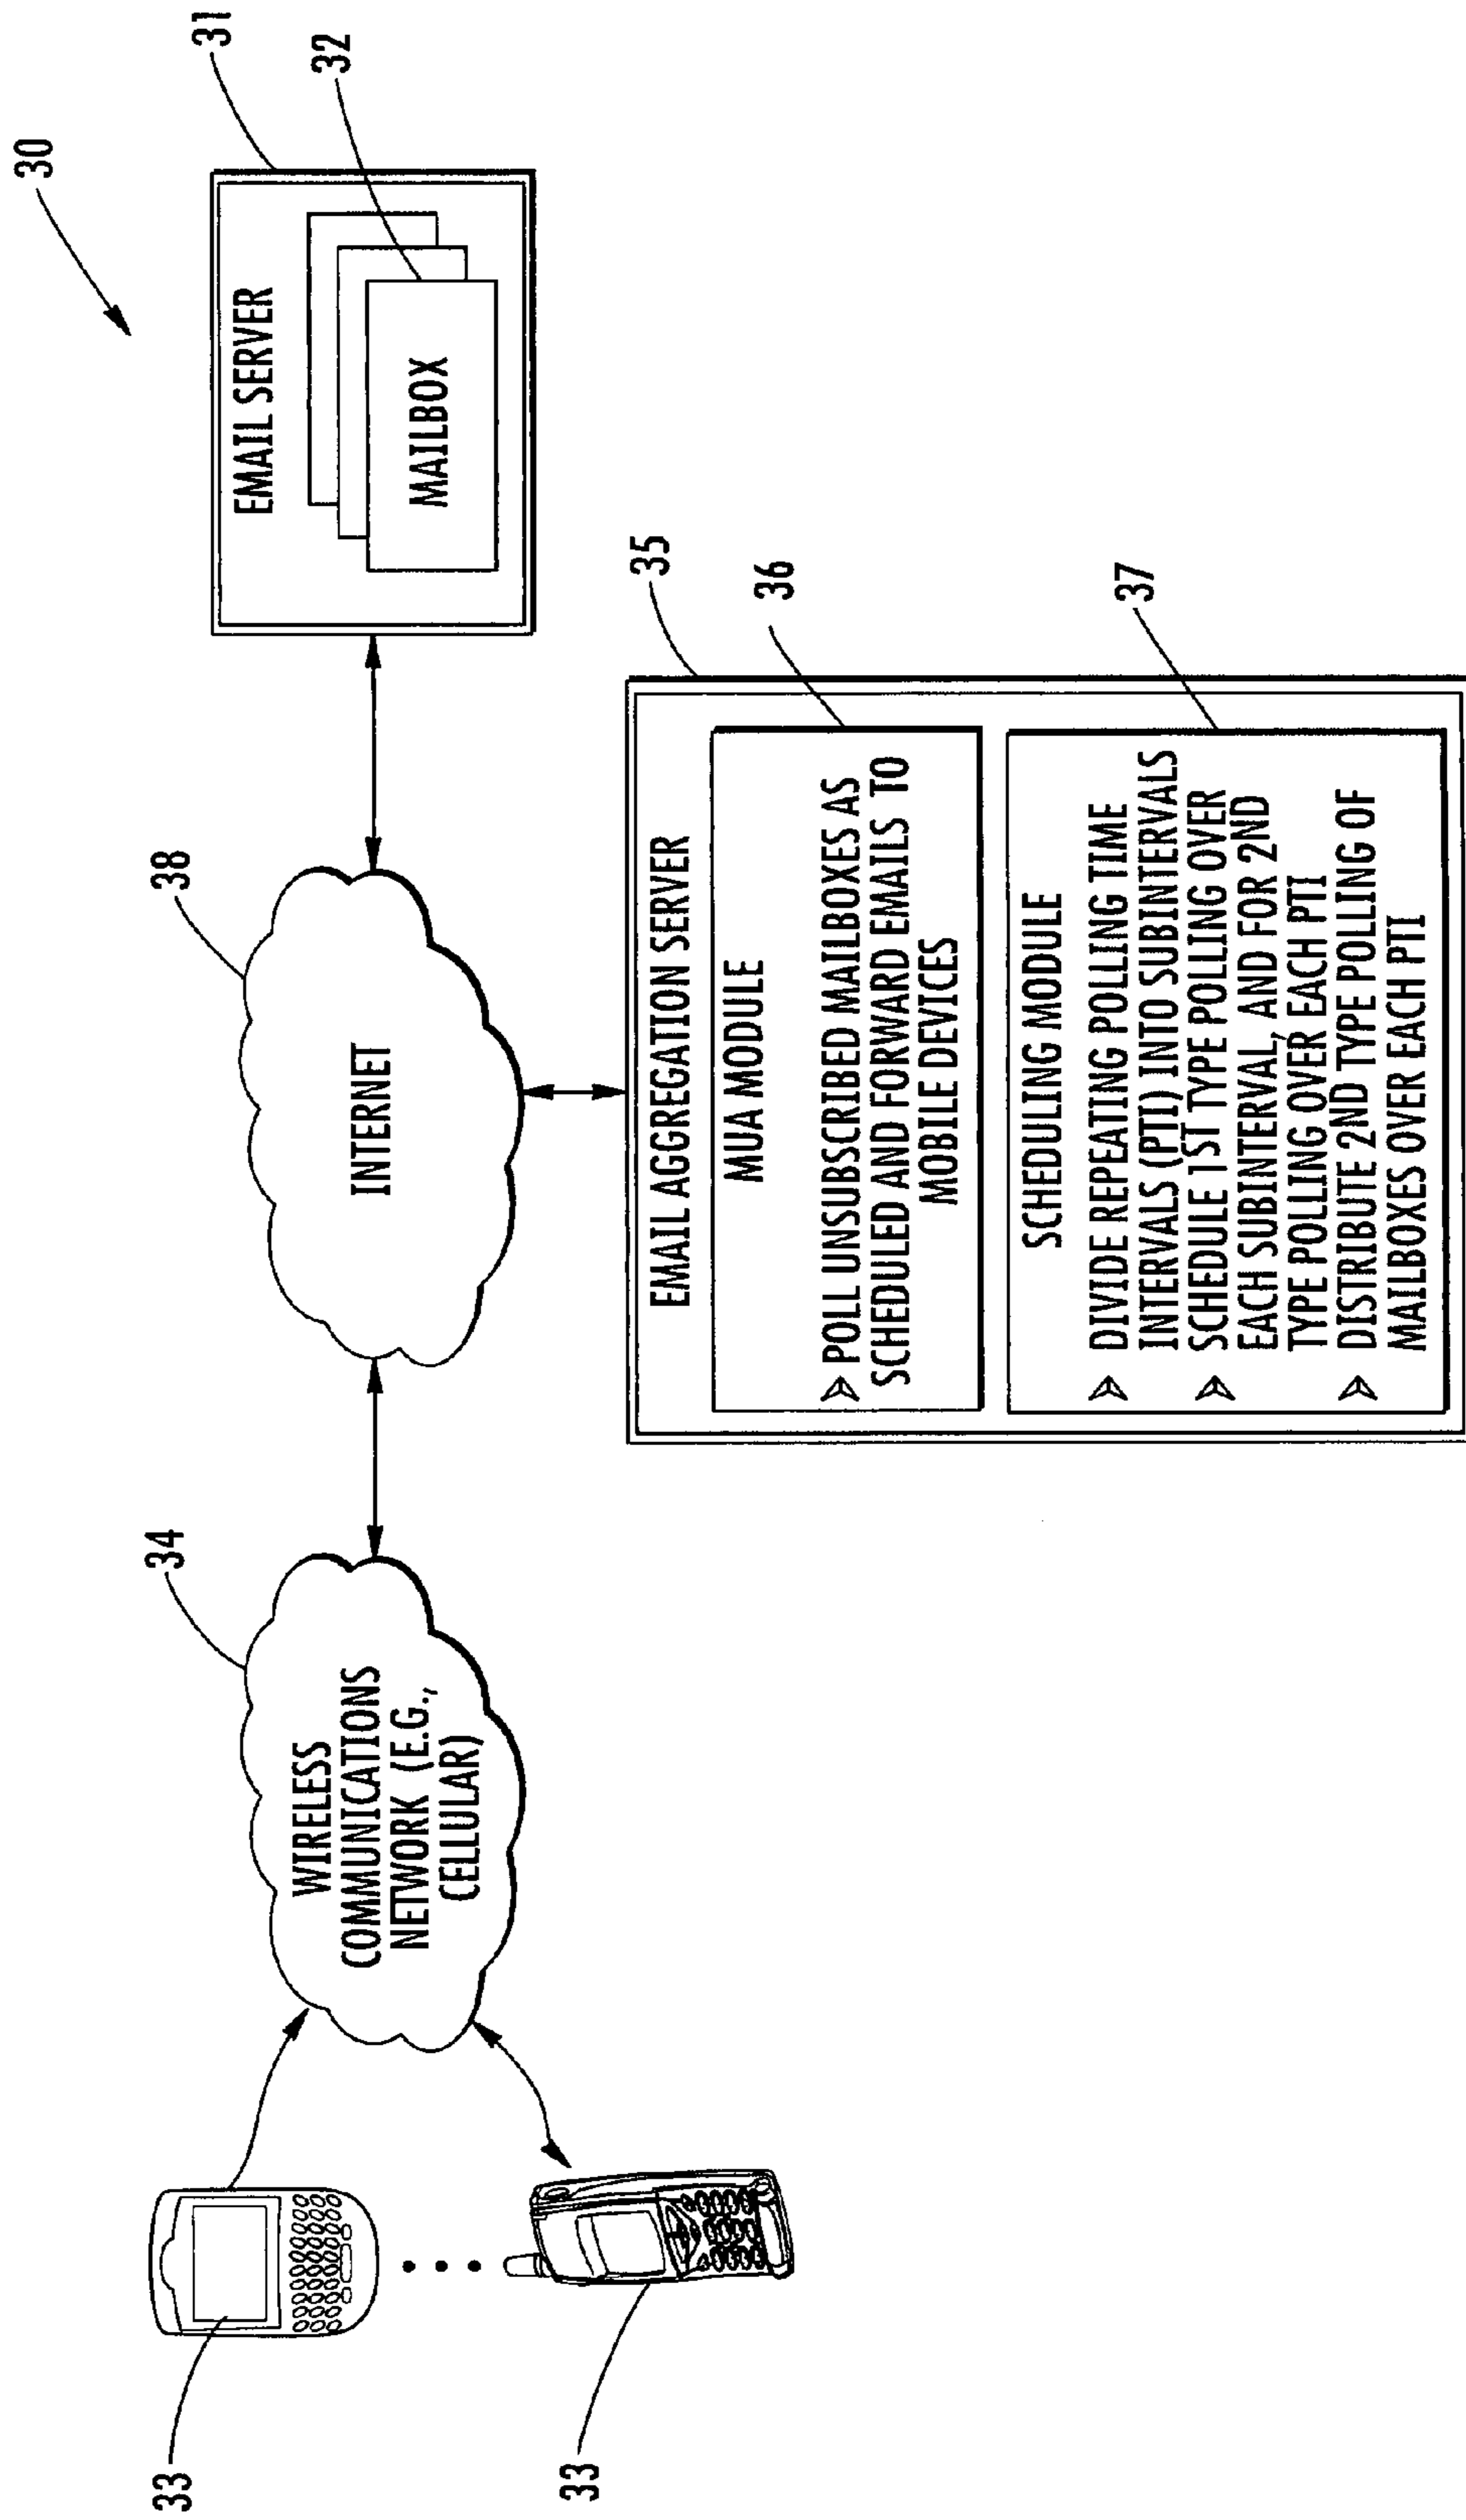 30
31
32
EMAIL SERVER
MAILBOX
38
INTERNET
34
WIRELESS
COMMUNICATIONS
NETWORK (E.G.,
CELLULAR)
33
33
35
EMAIL AGGREGATION SERVER
36
MUA MODULE
POLL UNSUBSCRIBED MAILBOXES AS
SCHEDULED AND FORWARD EMAILS TO
MOBILE DEVICES
37
SCHEDULING MODULE
DIVIDE REPEATING POLLING TIME
INTERVALS (PTI) INTO SUBINTERVALS
SCHEDULE 1ST TYPE POLLING OVER
EACH SUBINTERVAL, AND FOR 2ND
TYPE POLLING OVER EACH PTI
DISTRIBUTE 2ND TYPE POLLING OF
MAILBOXES OVER EACH PTI